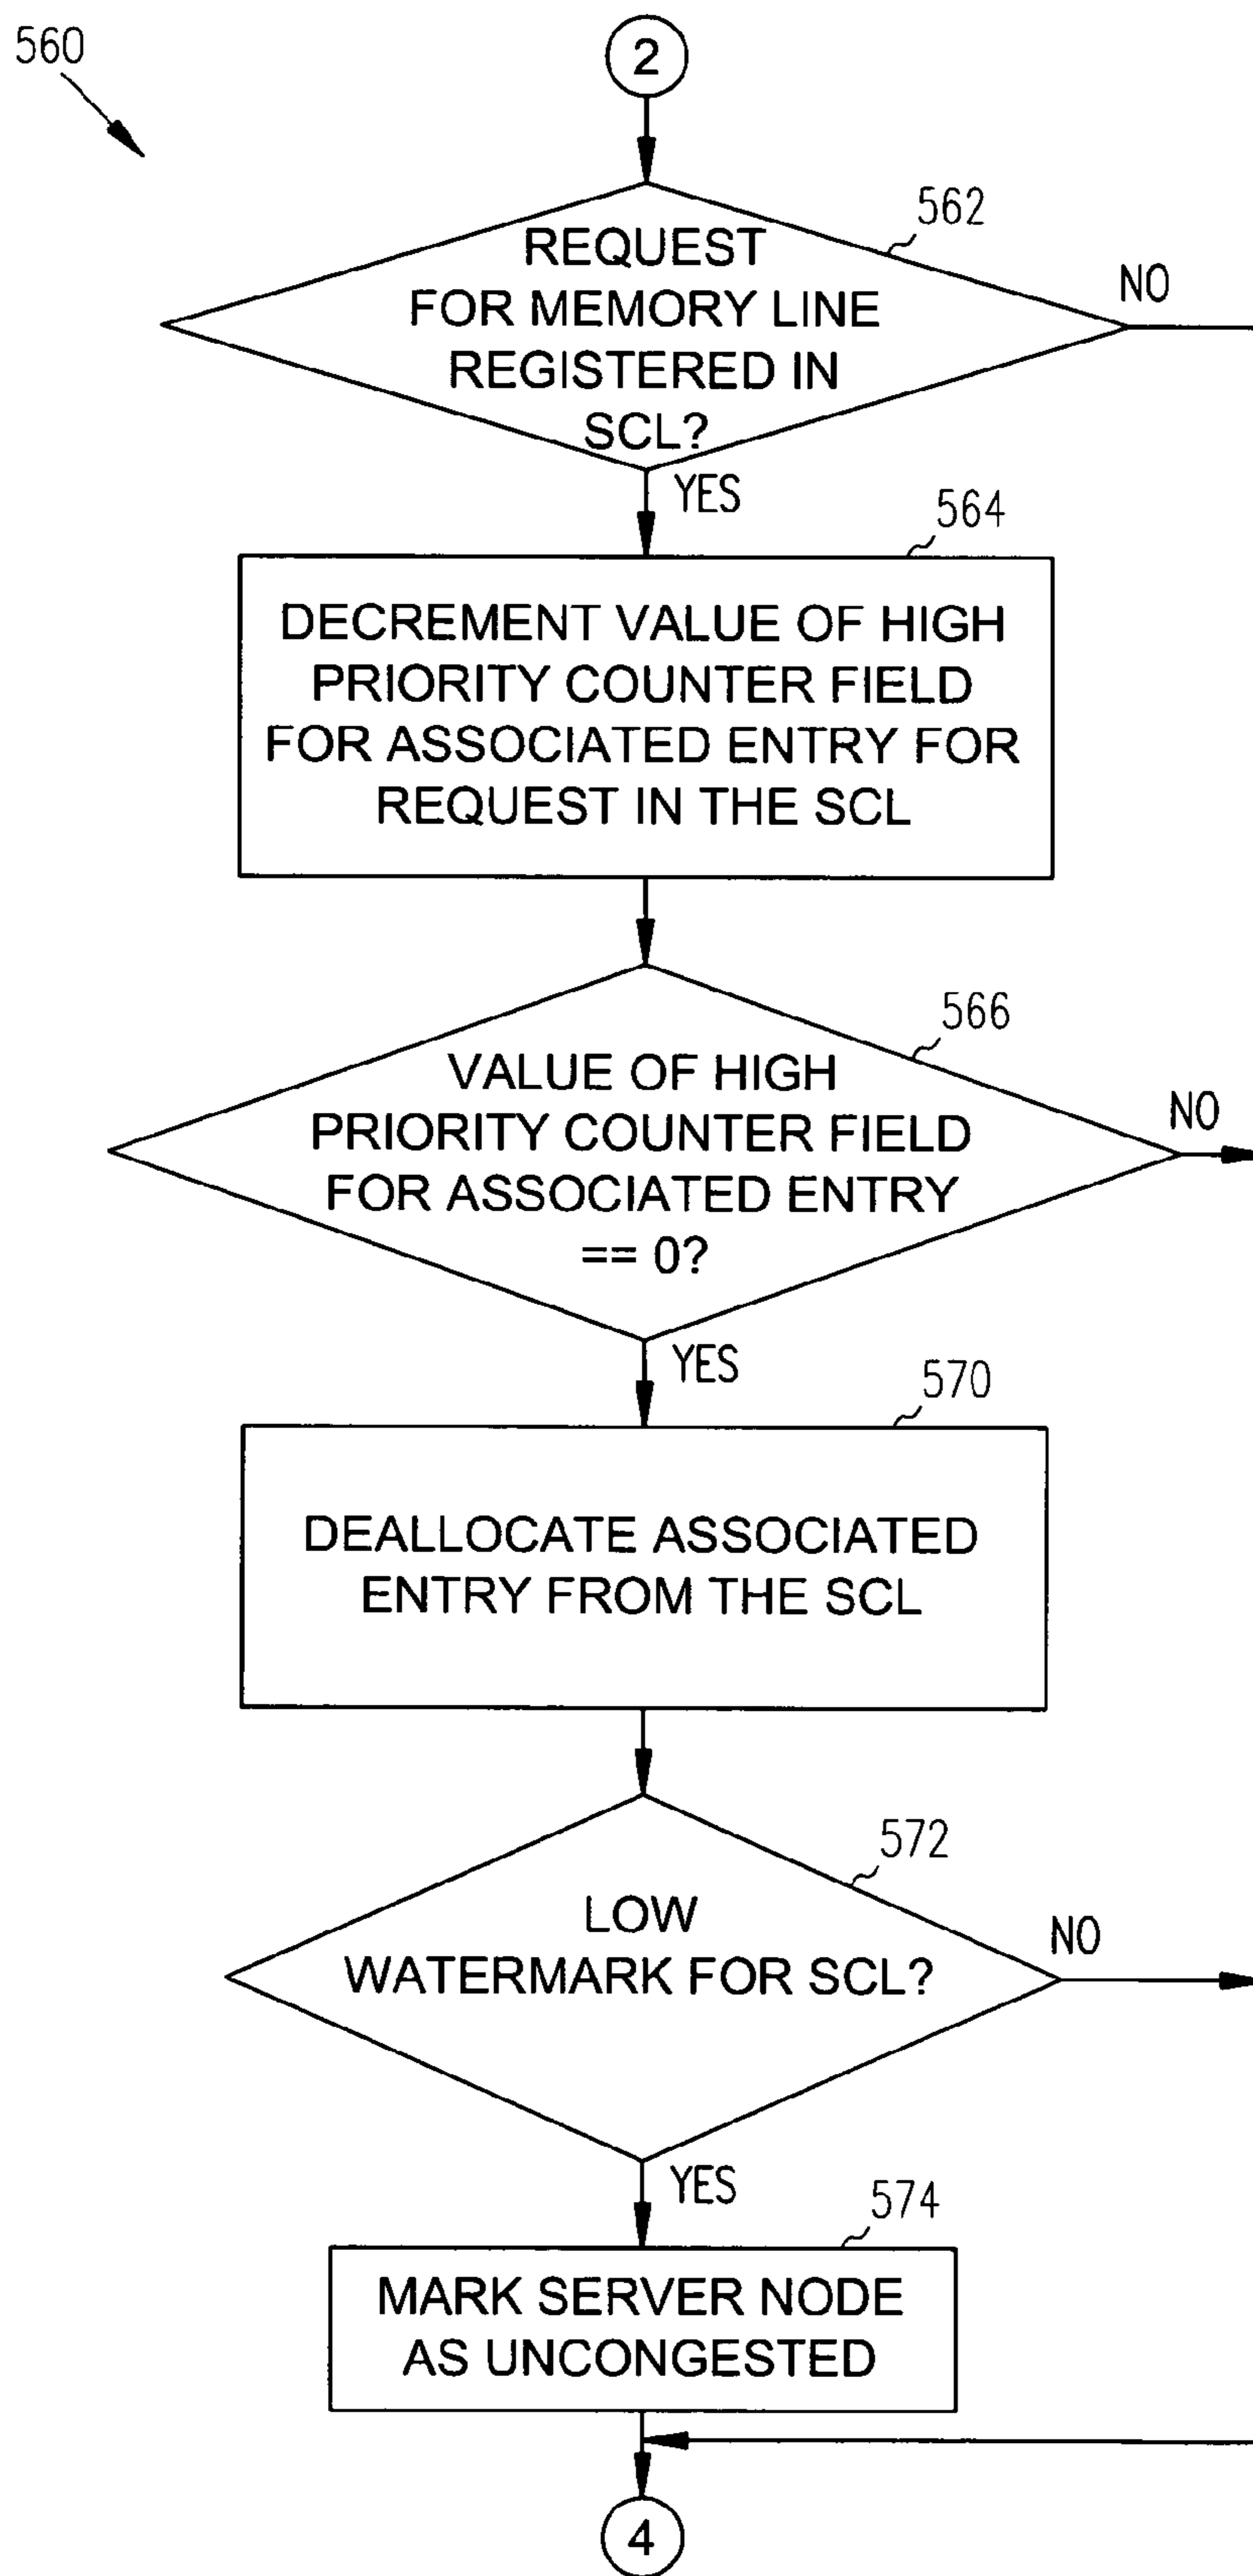 560
2
562
REQUEST
FOR MEMORY LINE
REGISTERED IN
SCL?
NO
YES
564
DECREMENT VALUE OF HIGH
PRIORITY COUNTER FIELD
FOR ASSOCIATED ENTRY FOR
REQUEST IN THE SCL
566
VALUE OF HIGH
PRIORITY COUNTER FIELD
FOR ASSOCIATED ENTRY
== 0?
NO
YES
570
DEALLOCATE ASSOCIATED
ENTRY FROM THE SCL
572
LOW
WATERMARK FOR SCL?
NO
YES
574
MARK SERVER NODE
AS UNCONGESTED
4